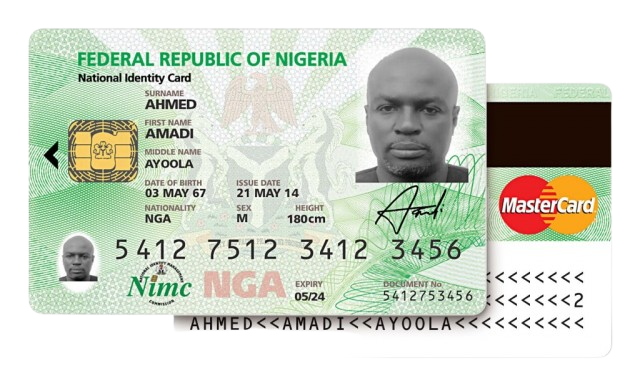 FEDERAL REPUBLIC OF NIGERIA
National Identity Card
SURNAME
AHMED
FIRST NAME
AMADI
MIDDLE NAME
AYOOLA
DATE OF BIRTH ISSUE DATE
03 MAY 67 21 MAY 14
NATIONALITY SEX HEIGHT
NGA M 180cm
Amadi
5412 7512 3412 3456
Nimc NGA
EXPIRY DOCUMENT No
05/24 5412753456
FEDERAL
MasterCard
<<<<<<<
<<<<<<2
AHMED<<AMADI<<AYOOLA<<<<<<<<<<